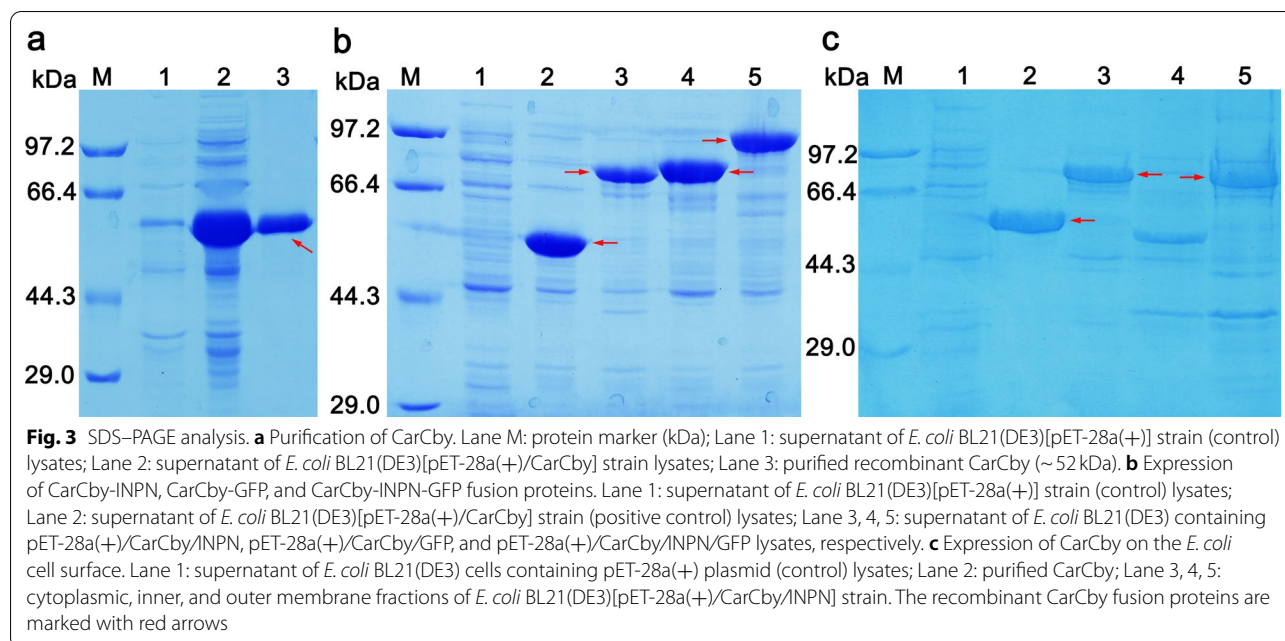 a
kDa M 1 2 3
97.2
66.4
44.3
29.0
b
kDa M 1 2 3 4 5
97.2
66.4
44.3
29.0
c
kDa M 1 2 3 4 5
97.2
66.4
44.3
29.0
Fig. 3 SDS–PAGE analysis. a Purification of CarCby. Lane M: protein marker (kDa); Lane 1: supernatant of E. coli BL21(DE3)[pET-28a(+)] strain (control)
lysates; Lane 2: supernatant of E. coli BL21(DE3)[pET-28a(+)/CarCby] strain lysates; Lane 3: purified recombinant CarCby (~ 52 kDa). b Expression
of CarCby-INPN, CarCby-GFP, and CarCby-INPN-GFP fusion proteins. Lane 1: supernatant of E. coli BL21(DE3)[pET-28a(+)] strain (control) lysates;
Lane 2: supernatant of E. coli BL21(DE3)[pET-28a(+)/CarCby] strain (positive control) lysates; Lane 3, 4, 5: supernatant of E. coli BL21(DE3) containing
pET-28a(+)/CarCby/INPN, pET-28a(+)/CarCby/GFP, and pET-28a(+)/CarCby/INPN/GFP lysates, respectively. c Expression of CarCby on the E. coli
cell surface. Lane 1: supernatant of E. coli BL21(DE3) cells containing pET-28a(+) plasmid (control) lysates; Lane 2: purified CarCby; Lane 3, 4, 5:
cytoplasmic, inner, and outer membrane fractions of E. coli BL21(DE3)[pET-28a(+)/CarCby/INPN] strain. The recombinant CarCby fusion proteins are
marked with red arrows